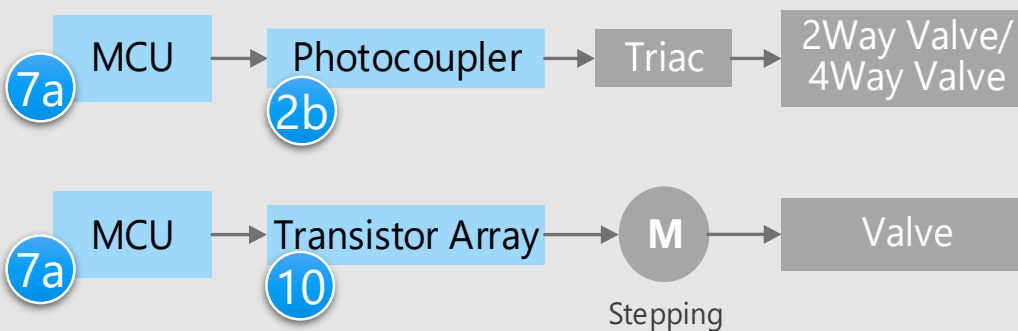 MCU
Photocoupler
Triac
2Way Valve/
4Way Valve
7a
2b
MCU
Transistor Array
M
Valve
7a
10
Stepping